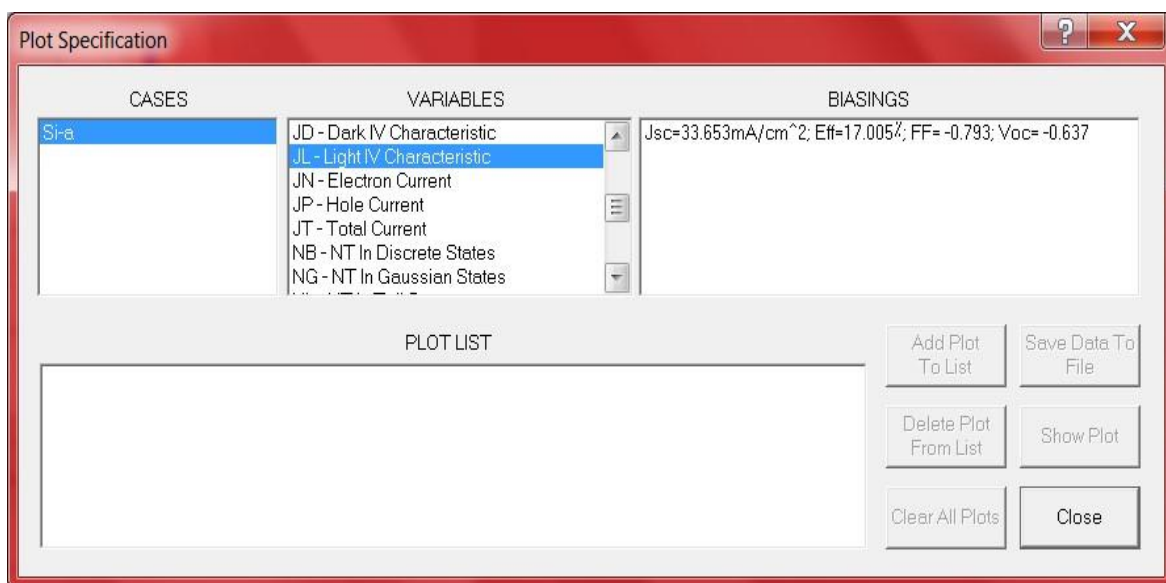 Plot Specification
CASES
VARIABLES
BIASINGS
Si-a
JD - Dark IV Characteristic
JL - Light IV Characteristic
JN - Electron Current
JP - Hole Current
JT - Total Current
NB - NT In Discrete States
NG - NT In Gaussian States
Jsc=33.653mA/cm^2; Eff=17.005%; FF= -0.793; Voc= -0.637
PLOT LIST
Add Plot
To List
Save Data To
File
Delete Plot
From List
Show Plot
Clear All Plots
Close